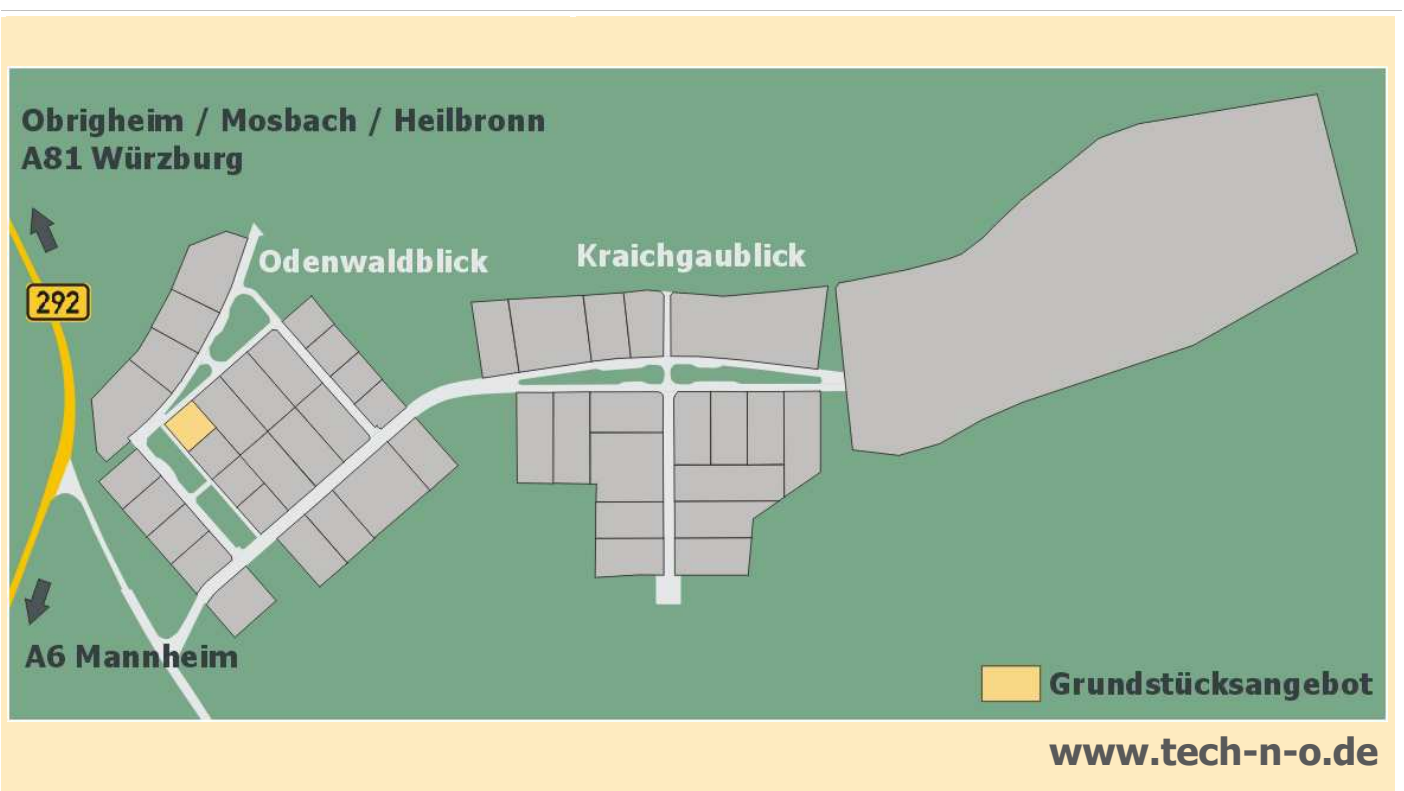 Obrigheim / Mosbach / Heilbronn
A81 Würzburg
Odenwaldblick
Kraichgaublick
292
A6 Mannheim
Grundstücksangebot
www.tech-n-o.de